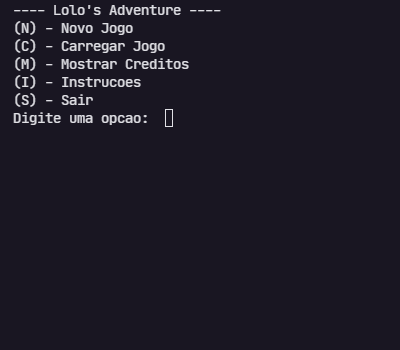 ---- Lolo's Adventure ----
(N) - Novo Jogo
(C) - Carregar Jogo
(M) - Mostrar Creditos
(I) - Instrucoes
(S) - Sair
Digite uma opcao: